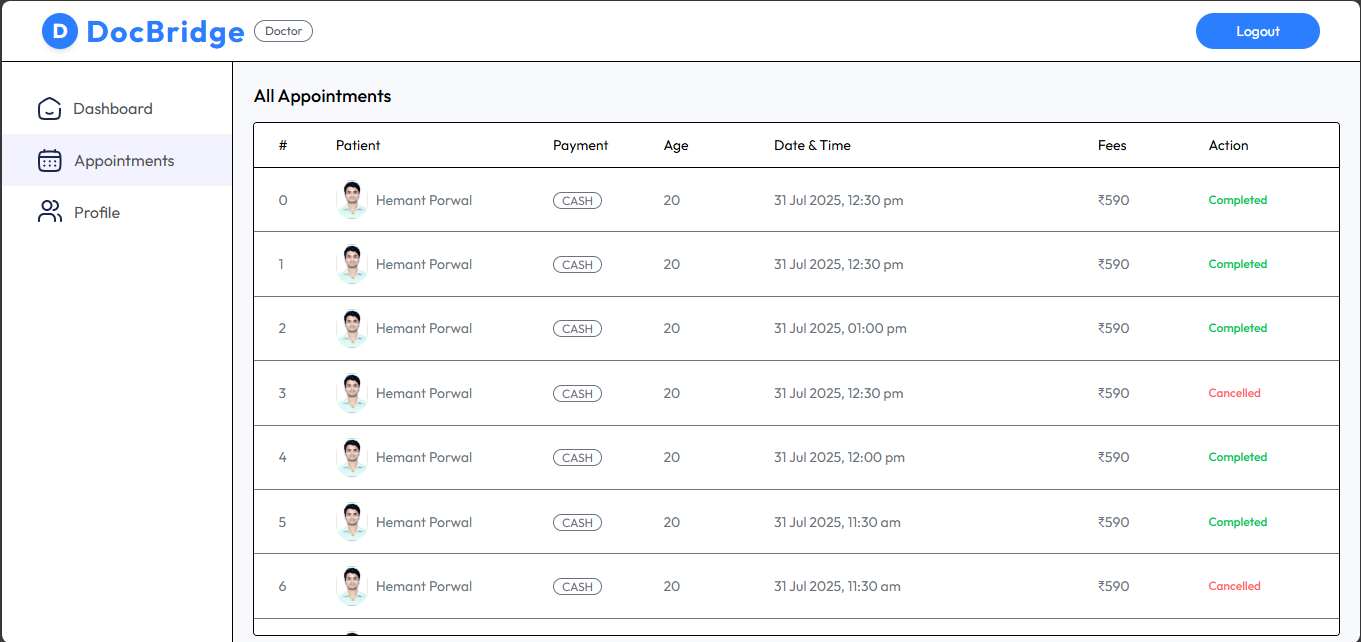 D DocBridge Doctor Logout
Dashboard
Appointments
Profile
All Appointments
# Patient Payment Age Date & Time Fees Action
0 Hemant Porwal CASH 20 31 Jul 2025, 12:30 pm ₹590 Completed
1 Hemant Porwal CASH 20 31 Jul 2025, 12:30 pm ₹590 Completed
2 Hemant Porwal CASH 20 31 Jul 2025, 01:00 pm ₹590 Completed
3 Hemant Porwal CASH 20 31 Jul 2025, 12:30 pm ₹590 Cancelled
4 Hemant Porwal CASH 20 31 Jul 2025, 12:00 pm ₹590 Completed
5 Hemant Porwal CASH 20 31 Jul 2025, 11:30 am ₹590 Completed
6 Hemant Porwal CASH 20 31 Jul 2025, 11:30 am ₹590 Cancelled